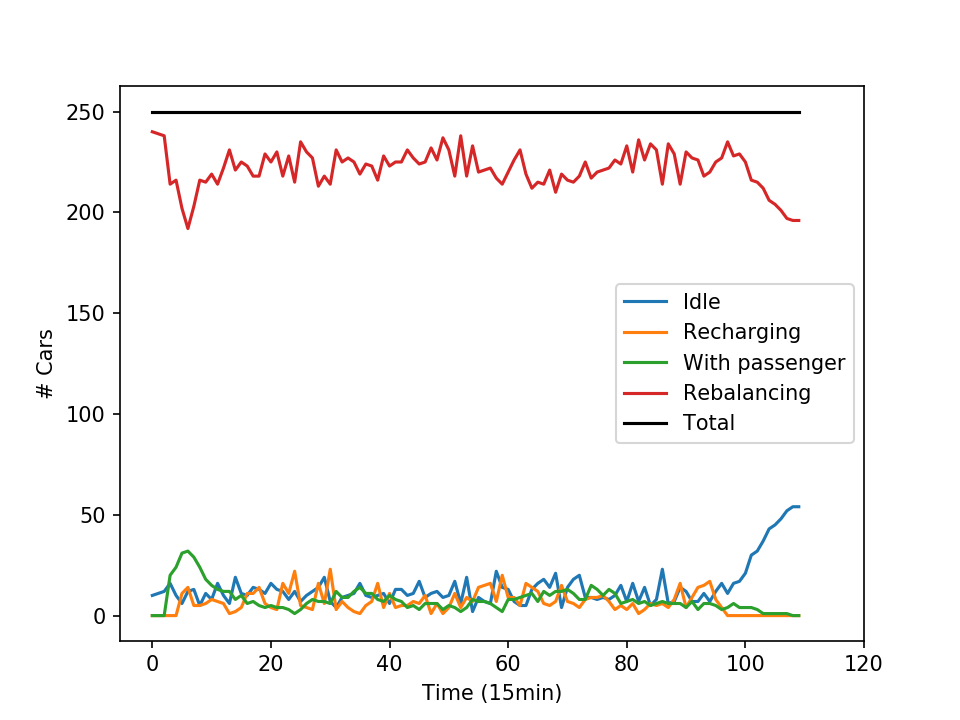 250
200
150
100
50
0
# Cars
Idle
Recharging
With passenger
Rebalancing
Total
0 20 40 60 80 100 120
Time (15min)